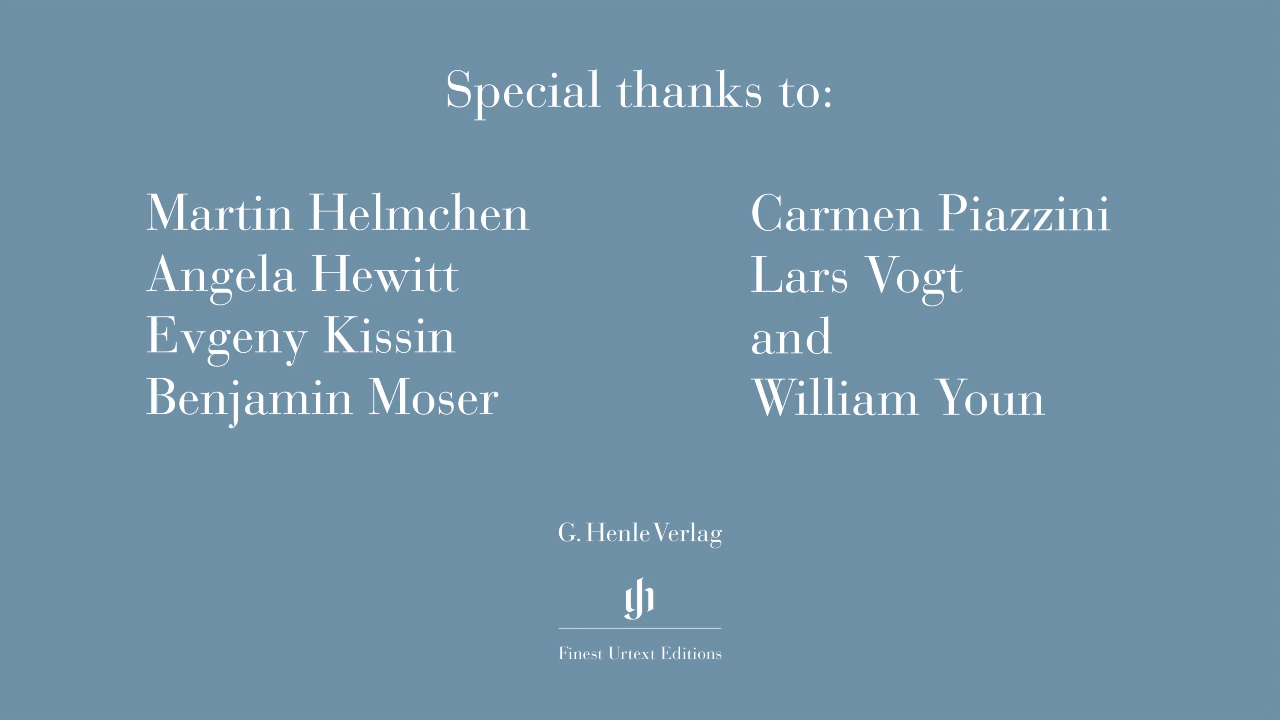 Special thanks to:
Martin Helmchen
Angela Hewitt
Evgeny Kissin
Benjamin Moser
Carmen Piazzini
Lars Vogt
and
William Youn
G. Henle Verlag
Finest Urtext Editions